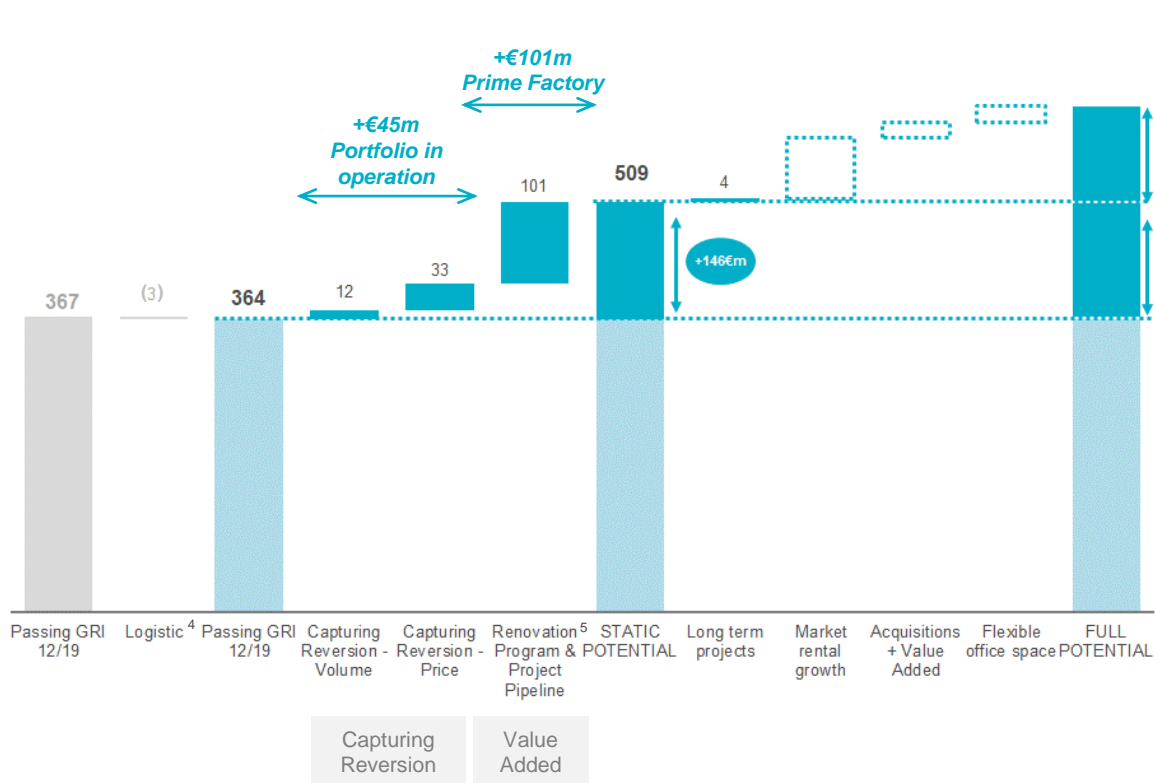 +€101m
Prime Factory
+€45m
Portfolio in
operation
101
509
4
+146€m
33
12
367
(3)
364
Passing GRI
12/19
Logistic 4
Passing GRI
12/19
Capturing
Reversion -
Volume
Capturing
Reversion -
Price
Renovation 5
Program &
Project
Pipeline
STATIC
POTENTIAL
Long term
projects
Market
rental
growth
Acquisitions
+ Value
Added
Flexible
office space
FULL
POTENTIAL
Capturing
Reversion
Value
Added